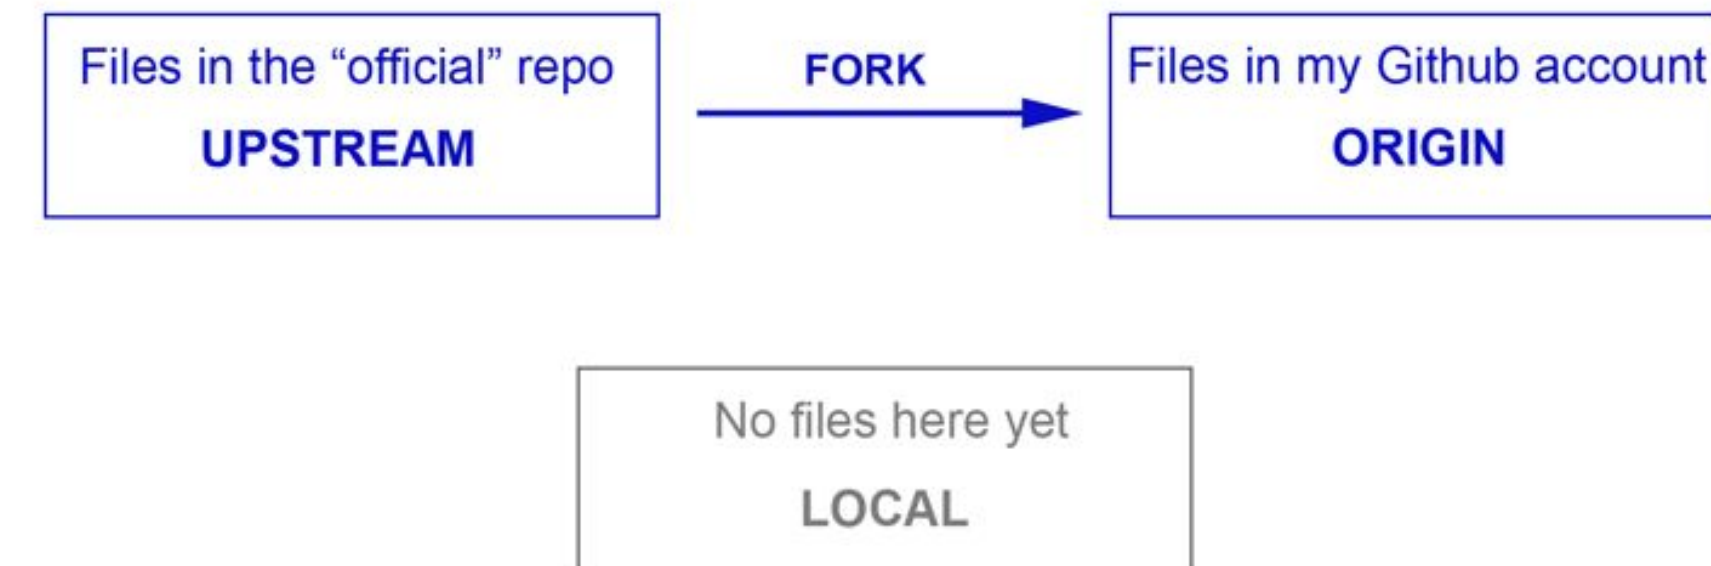 Files in the “official” repo
UPSTREAM
FORK
Files in my Github account
ORIGIN
No files here yet
LOCAL